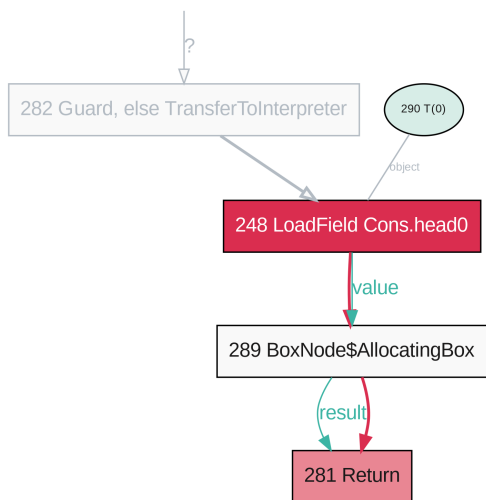 ?
282 Guard, else TransferToInterpreter
290 T(0)
object
248 LoadField Cons.head0
value
289 BoxNode$AllocatingBox
result
281 Return